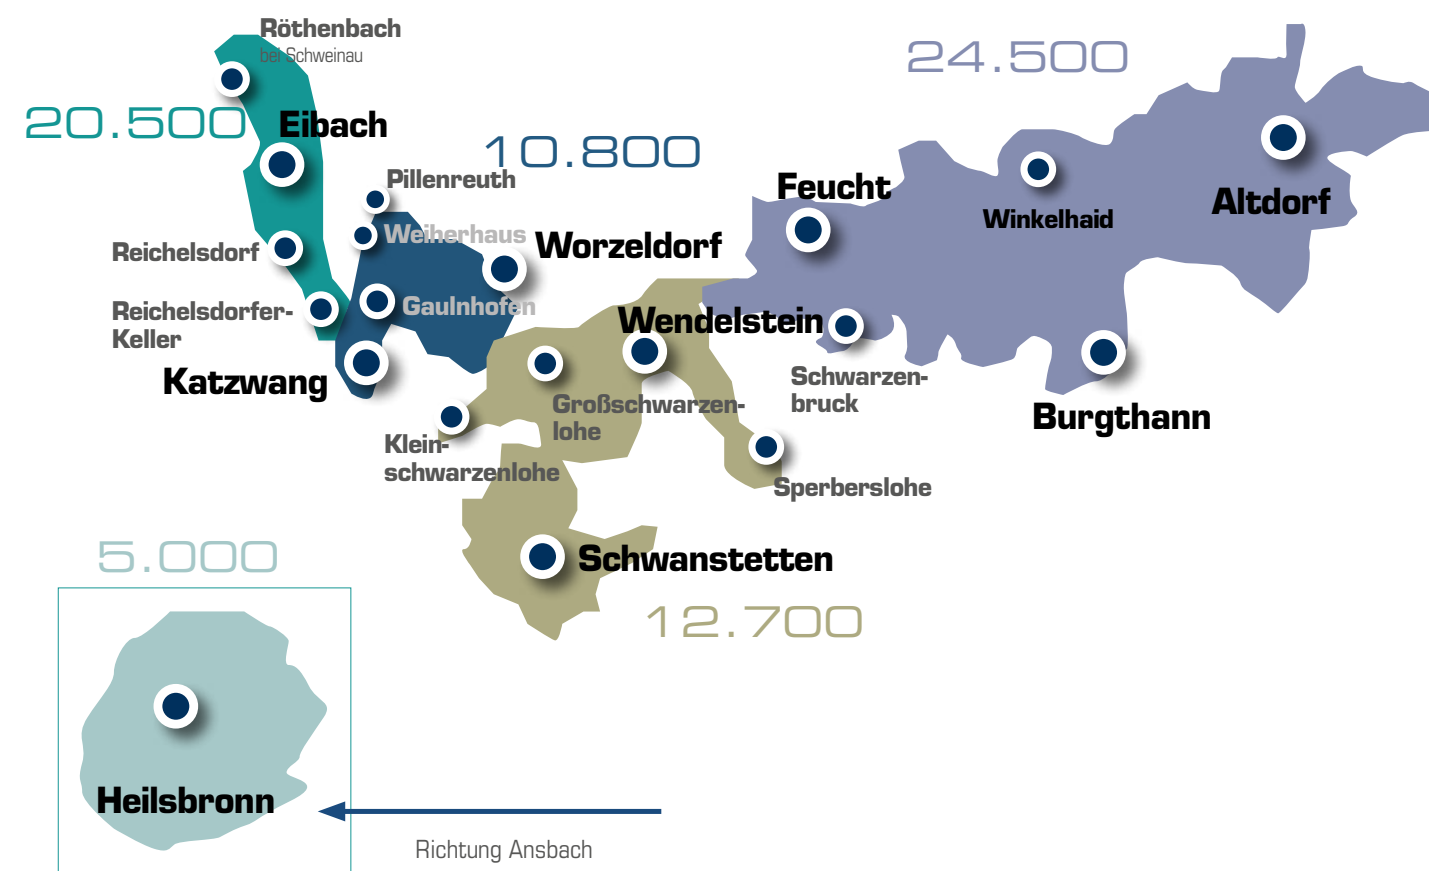 Röthenbach
bei Schweinau
24.500
20.500
Eibach
10.800
Pillenreuth
Feucht
Winkelhaid
Altdorf
Weiherhaus
Worzeldorf
Reichelsdorf
Reichelsdorfer-
Keller
Gaulnhofen
Wendelstein
Katzwang
Schwarzen-
bruck
Burgthann
Großschwarzen-
lohe
Klein-
schwarzenlohe
Sperberslohe
5.000
Schwanstetten
12.700
Heilsbronn
Richtung Ansbach